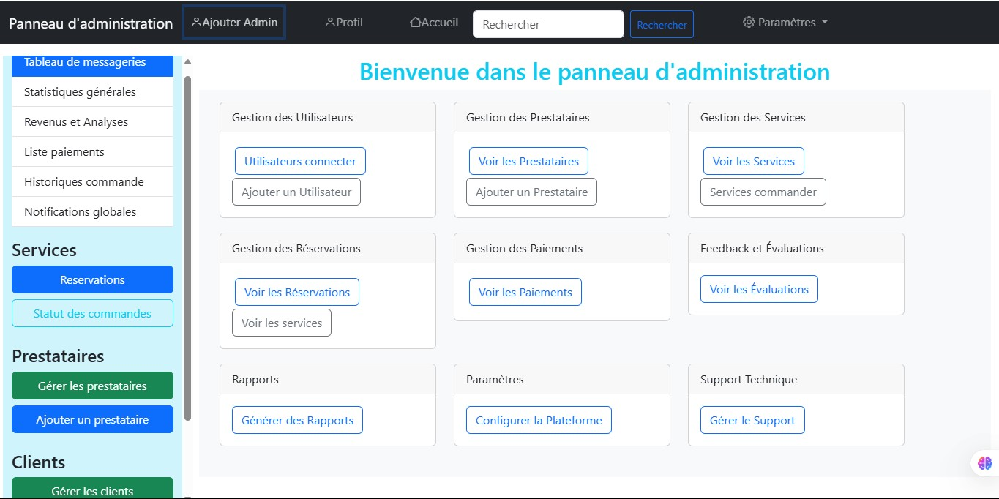 Panneau d'administration
Ajouter Admin
Profil
Accueil
Rechercher
Rechercher
Paramètres
Tableau de messageries
Statistiques générales
Revenus et Analyses
Liste paiements
Historiques commande
Notifications globales
Services
Reservations
Statut des commandes
Prestataires
Gérer les prestataires
Ajouter un prestataire
Clients
Gérer les clients
Bienvenue dans le panneau d'administration
Gestion des Utilisateurs
Utilisateurs connecter
Ajouter un Utilisateur
Gestion des Prestataires
Voir les Prestataires
Ajouter un Prestataire
Gestion des Services
Voir les Services
Services commander
Gestion des Réservations
Voir les Réservations
Voir les services
Gestion des Paiements
Voir les Paiements
Feedback et Évaluations
Voir les Évaluations
Rapports
Générer des Rapports
Paramètres
Configurer la Plateforme
Support Technique
Gérer le Support